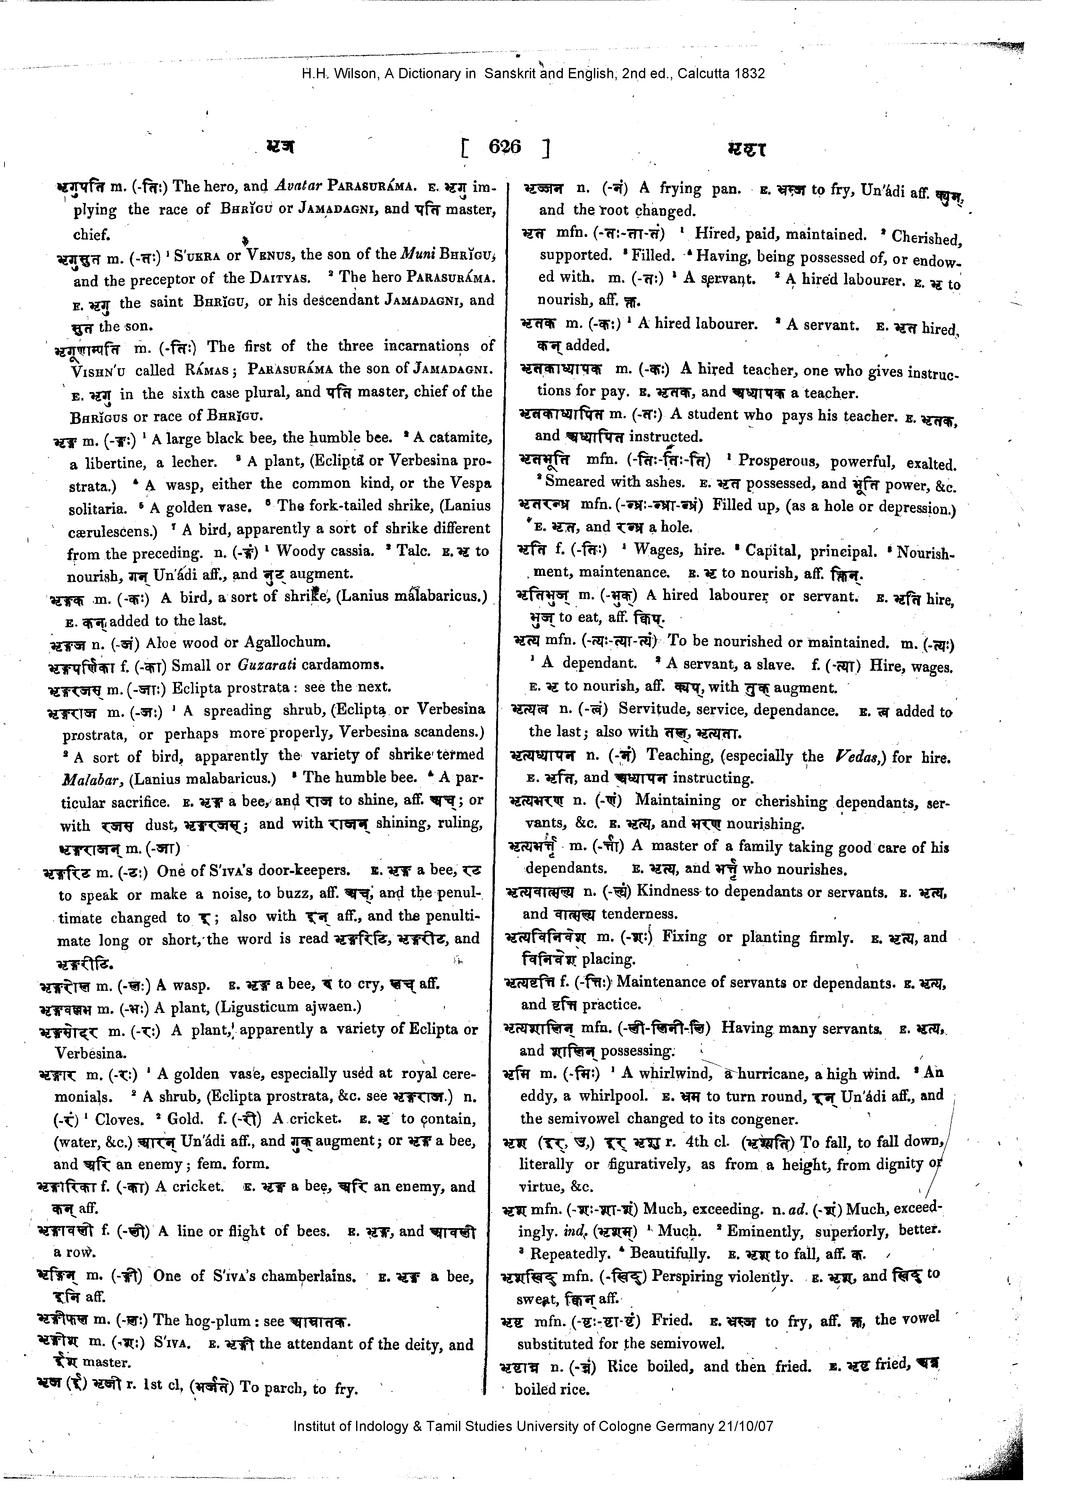 H.H. Wilson, A Dictionary in Sanskrit and English, 2nd ed., Calcutta 1832
भृज [ 626 ] भृष्टा
भृगुपति m. (-तिः) The hero, and Avatar PARASURÁMA. E. भृगु im-
plying the race of BHRĬGU or JAMADAGNI, and पति master,
chief.
भृगुसुत m. (-तः) ¹ S'UKRA or VENUS, the son of the Muni BHRĬGU,
and the preceptor of the DAITYAS. ² The hero PARASURÁMA.
E. भृगु the saint BHRĬGU, or his descendant JAMADAGNI, and
सुत the son.
भृगूणाम्पति m. (-तिः) The first of the three incarnations of
VISHN'U called RÁMAS; PARASURÁMA the son of JAMADAGNI.
E. भृगु in the sixth case plural, and पति master, chief of the
BHRĬGUS or race of BHRĬGU.
भृङ्ग m. (-ङ्गः) ¹ A large black bee, the humble bee. ² A catamite,
a libertine, a lecher. ³ A plant, (Eclipta or Verbesina pro-
strata.) ⁴ A wasp, either the common kind, or the Vespa
solitaria. ⁵ A golden vase. ⁶ The fork-tailed shrike, (Lanius
cærulescens.) ⁷ A bird, apparently a sort of shrike different
from the preceding. n. (-ङ्गं) ¹ Woody cassia. ² Talc. E. भृ to
nourish, गन् Un'ádi aff., and नुट् augment.
भृङ्गक m. (-कः) A bird, a sort of shrike, (Lanius malabaricus.)
E. कन् added to the last.
भृङ्गज n. (-जं) Aloe wood or Agallochum.
भृङ्गपर्णिका f. (-का) Small or Guzarati cardamoms.
भृङ्गरजस् m. (-जाः) Eclipta prostrata: see the next.
भृङ्गराज m. (-जः) ¹ A spreading shrub, (Eclipta or Verbesina
prostrata, or perhaps more properly, Verbesina scandens.)
² A sort of bird, apparently the variety of shrike termed
Malabar, (Lanius malabaricus.) ³ The humble bee. ⁴ A par-
ticular sacrifice. E. भृङ्ग a bee, and राज to shine, aff. अच्; or
with रजस dust, भृङ्गरजस्; and with राजन् shining, ruling,
भृङ्गराजन् m. (-जा)
भृङ्गरिट m. (-टः) One of S'IVA'S door-keepers. E. भृङ्ग a bee, रट
to speak or make a noise, to buzz, aff. अच्, and the penul-
timate changed to इ; also with इन् aff., and the penulti-
mate long or short, the word is read भृङ्गरिटि, भृङ्गरीट, and
भृङ्गरीटि.
भृङ्गरोल m. (-लः) A wasp. E. भृङ्ग a bee, रु to cry, लच् aff.
भृङ्गवल्लभ m. (-भः) A plant, (Ligusticum ajwaen.)
भृङ्गसोदर m. (-रः) A plant, apparently a variety of Eclipta or
Verbesina.
भृङ्गार m. (-रः) ¹ A golden vase, especially used at royal cere-
monials. ² A shrub, (Eclipta prostrata, &c. see भृङ्गराज.) n.
(-रं) ¹ Cloves. ² Gold. f. (-री) A cricket. E. भृ to contain,
(water, &c.) आरन् Un'ádi aff., and गुक् augment; or भृङ्ग a bee,
and अरि an enemy; fem. form.
भृङ्गारिका f. (-का) A cricket. E. भृङ्ग a bee, अरि an enemy, and
कन् aff.
भृङ्गावली f. (-ली) A line or flight of bees. E. भृङ्ग, and आवली
a row.
भृङ्गिन् m. (-ङ्गी) One of S'IVA'S chamberlains. E. भृङ्ग a bee,
इनि aff.
भृङ्गीफल m. (-लः) The hog-plum: see आम्रातक.
भृङ्गीश m. (-शः) S'IVA. E. भृङ्गी the attendant of the deity, and
ईश master.
भृज (ई) भृजी r. 1st cl, (भर्जते) To parch, to fry.
भृज्जन n. (-नं) A frying pan. E. भ्रस्ज to fry, Un'ádi aff. क्युन्,
and the root changed.
भृत mfn. (-तः-ता-तं) ¹ Hired, paid, maintained. ² Cherished,
supported. ³ Filled. ⁴ Having, being possessed of, or endow-
ed with. m. (-तः) ¹ A servant. ² A hired labourer. E. भृ to
nourish, aff. क्त.
भृतक m. (-कः) ¹ A hired labourer. ² A servant. E. भृत hired,
कन् added.
भृतकाध्यापक m. (-कः) A hired teacher, one who gives instruc-
tions for pay. E. भृतक, and अध्यापक a teacher.
भृतकाध्यापित m. (-तः) A student who pays his teacher. E. भृतक,
and अध्यापित instructed.
भृतभूति mfn. (-तिः-तिः-ति) ¹ Prosperous, powerful, exalted.
² Smeared with ashes. E. भृत possessed, and भूति power, &c.
भृतरन्ध्र mfn. (-न्ध्रः-न्ध्रा-न्ध्रं) Filled up, (as a hole or depression.)
E. भृत, and रन्ध्र a hole.
भृति f. (-तिः) ¹ Wages, hire. ² Capital, principal. ³ Nourish-
ment, maintenance. E. भृ to nourish, aff. क्तिन्.
भृतिभुज् m. (-भुक्) A hired labourer or servant. E. भृति hire,
भुज् to eat, aff. क्विप्.
भृत्य mfn. (-त्यः-त्या-त्यं) To be nourished or maintained. m. (-त्यः)
¹ A dependant. ² A servant, a slave. f. (-त्या) Hire, wages.
E. भृ to nourish, aff. क्यप्, with तुक् augment.
भृत्यत्व n. (-त्वं) Servitude, service, dependance. E. त्व added to
the last; also with तल्, भृत्यता.
भृत्यध्यापन n. (-नं) Teaching, (especially the Vedas,) for hire.
E. भृति, and अध्यापन instructing.
भृत्यभरण n. (-णं) Maintaining or cherishing dependants, ser-
vants, &c. E. भृत्य, and भरण nourishing.
भृत्यभर्त्तृ m. (-र्त्ता) A master of a family taking good care of his
dependants. E. भृत्य, and भर्त्तृ who nourishes.
भृत्यवात्सल्य n. (-ल्यं) Kindness to dependants or servants. E. भृत्य,
and वात्सल्य tenderness.
भृत्यविनिवेश m. (-शः) Fixing or planting firmly. E. भृत्य, and
विनिवेश placing.
भृत्यवृत्ति f. (-त्तिः) Maintenance of servants or dependants. E. भृत्य,
and वृत्ति practice.
भृत्यशालिन् mfn. (-ली-लिनी-लि) Having many servants. E. भृत्य,
and शालिन् possessing.
भृमि m. (-मिः) ¹ A whirlwind, a hurricane, a high wind. ² An
eddy, a whirlpool. E. भ्रम to turn round, इन् Un'ádi aff., and
the semivowel changed to its congener.
भृश (इर्, उ,) इर् भृशु r. 4th cl. (भृश्यति) To fall, to fall down,
literally or figuratively, as from a height, from dignity or
virtue, &c.
भृश mfn. (-शः-शा-शं) Much, exceeding. n. ad. (-शं) Much, exceed-
ingly. ind. (भृशम्) ¹ Much. ² Eminently, superiorly, better.
³ Repeatedly. ⁴ Beautifully. E. भृश to fall, aff. क.
भृशस्विद् mfn. (-स्विद्) Perspiring violently. E. भृश, and स्विद् to
sweat, क्विन् aff.
भृष्ट mfn. (-ष्टः-ष्टा-ष्टं) Fried. E. भ्रस्ज to fry, aff. क्त, the vowel
substituted for the semivowel.
भृष्टान्न n. (-न्नं) Rice boiled, and then fried. E. भृष्ट fried, अन्न
boiled rice.
Institut of Indology & Tamil Studies University of Cologne Germany 21/10/07